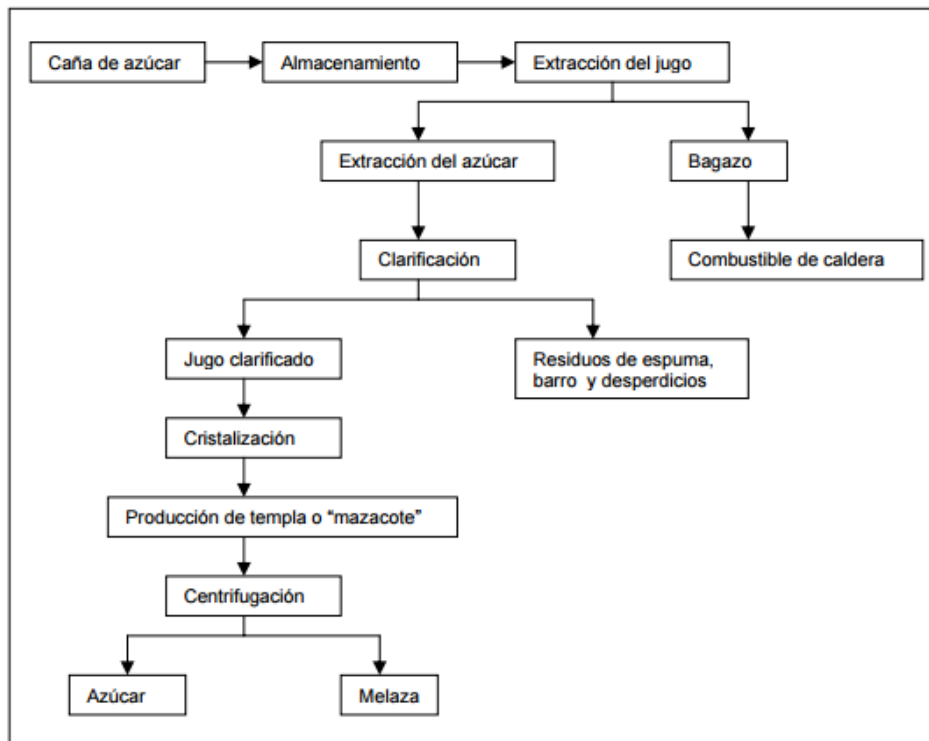 Caña de azúcar
Almacenamiento
Extracción del jugo
Extracción del azúcar
Bagazo
Clarificación
Combustible de caldera
Jugo clarificado
Residuos de espuma,
barro y desperdicios
Cristalización
Producción de templa o “mazacote”
Centrifugación
Azúcar
Melaza